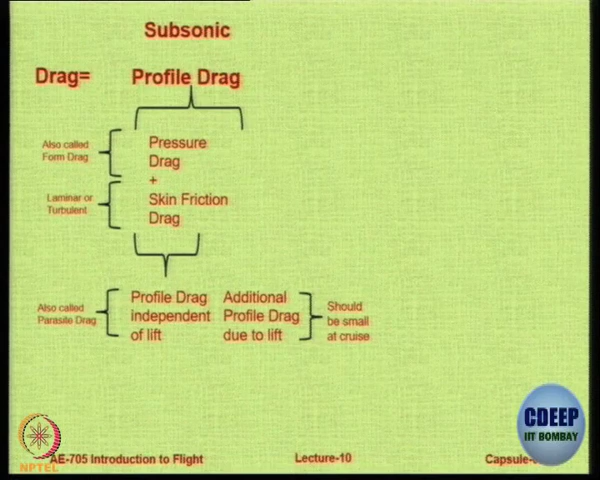 Subsonic
Drag= Profile Drag
Also called
Form Drag
Pressure
Drag
+
Laminar or
Turbulent
Skin Friction
Drag
Also called
Parasite Drag
Profile Drag
independent
of lift
Additional
Profile Drag
due to lift
Should
be small
at cruise
CDEEP
IIT BOMBAY
NPTEL
AE-705 Introduction to Flight Lecture-10 Capsule-